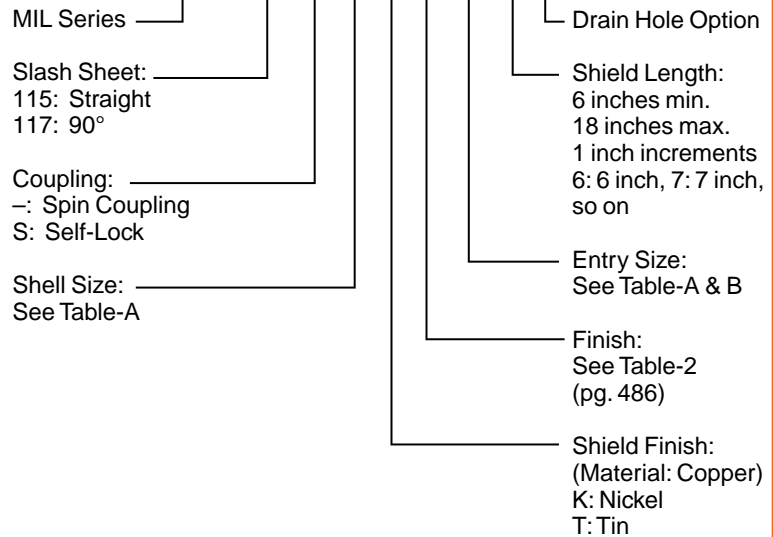 MIL Series
Slash Sheet:
115: Straight
117: 90°
Coupling:
–: Spin Coupling
S: Self-Lock
Shell Size:
See Table-A
Drain Hole Option
Shield Length:
6 inches min.
18 inches max.
1 inch increments
6: 6 inch, 7: 7 inch,
so on
Entry Size:
See Table-A & B
Finish:
See Table-2
(pg. 486)
Shield Finish:
(Material: Copper)
K: Nickel
T: Tin